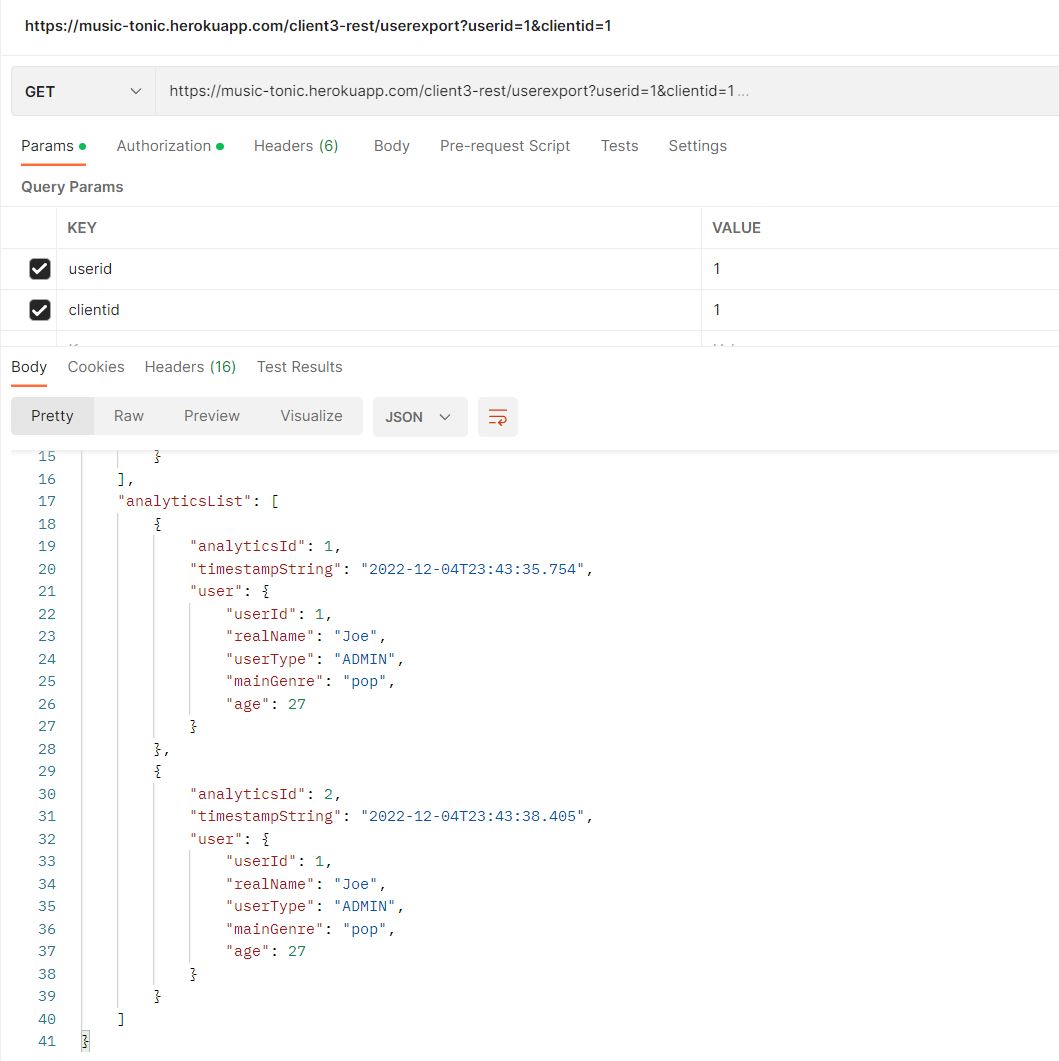 https://music-tonic.herokuapp.com/client3-rest/userexport?userid=1&clientid=1
GET https://music-tonic.herokuapp.com/client3-rest/userexport?userid=1&clientid=1...
Params Authorization Headers (6) Body Pre-request Script Tests Settings
Query Params
KEY VALUE
userid 1
clientid 1
Body Cookies Headers (16) Test Results
Pretty Raw Preview Visualize JSON
15 }
16 ],
17 "analyticsList": [
18 {
19 "analyticsId": 1,
20 "timestampString": "2022-12-04T23:43:35.754",
21 "user": {
22 "userId": 1,
23 "realName": "Joe",
24 "userType": "ADMIN",
25 "mainGenre": "pop",
26 "age": 27
27 }
28 },
29 {
30 "analyticsId": 2,
31 "timestampString": "2022-12-04T23:43:38.405",
32 "user": {
33 "userId": 1,
34 "realName": "Joe",
35 "userType": "ADMIN",
36 "mainGenre": "pop",
37 "age": 27
38 }
39 }
40 ]
41 }